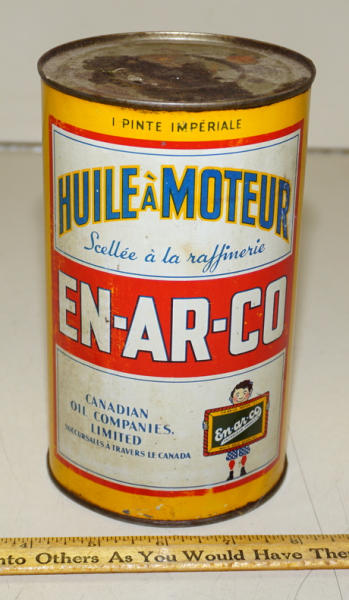 1 PINTE IMPÉRIALE
HUILE À MOTEUR
Scellée à la raffinerie
EN-AR-CO
CANADIAN
OIL COMPANIES,
LIMITED
SUCCURSALES À TRAVERS LE CANADA
En-ar-co
nto Others As You Would Have The